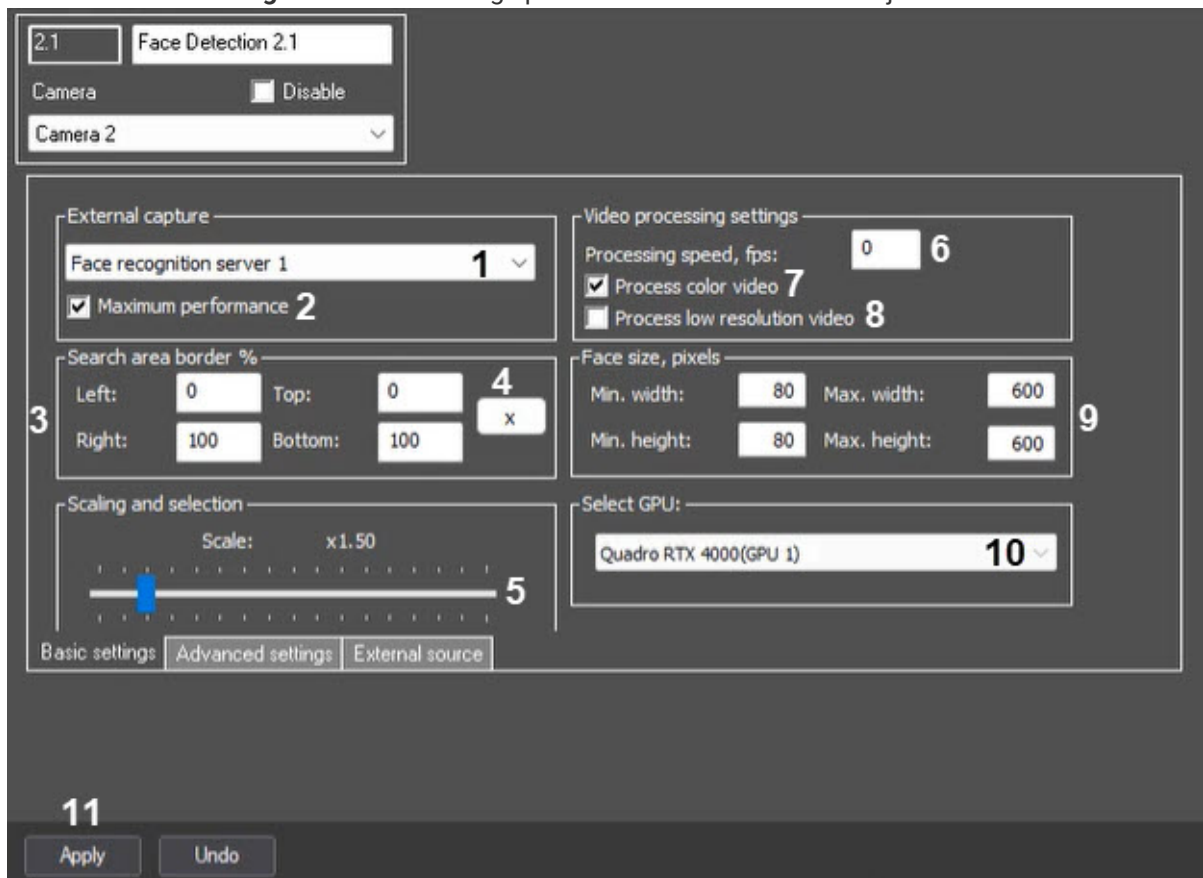 2.1 Face Detection 2.1
Camera Disable
Camera 2
External capture
Face recognition server 1 1
Maximum performance 2
Video processing settings
Processing speed, fps: 0 6
Process color video 7
Process low resolution video 8
3
Search area border %
Left: 0 Top: 0 4
x
Right: 100 Bottom: 100
Face size, pixels
Min. width: 80 Max. width: 600
Min. height: 80 Max. height: 600
9
Scaling and selection
Scale: x1.50
5
Select GPU:
Quadro RTX 4000(GPU 1) 10
Basic settings Advanced settings External source
11
Apply Undo